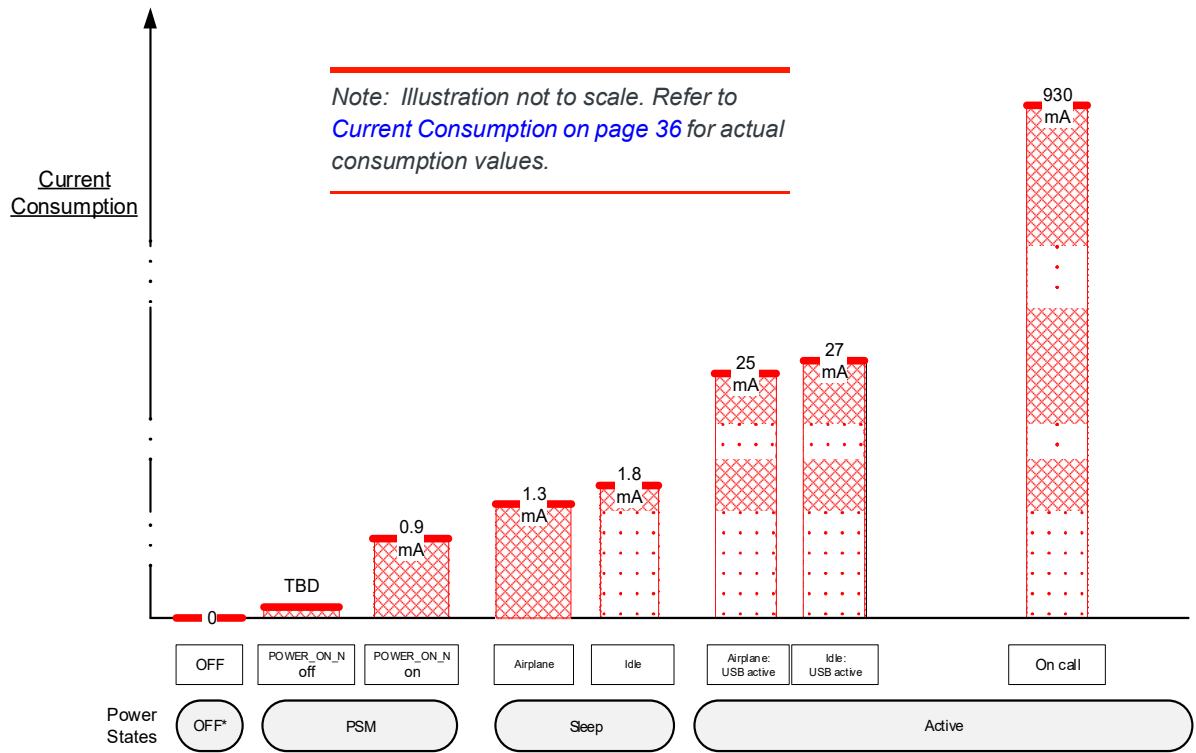 Note: Illustration not to scale. Refer to
Current Consumption on page 36 for actual
consumption values.
Current
Consumption
930
mA
25
mA
27
mA
1.3
mA
1.8
mA
0.9
mA
TBD
0
OFF
POWER_ON_N
off
POWER_ON_N
on
Airplane
Idle
Airplane:
USB active
Idle:
USB active
On call
Power
States
OFF*
PSM
Sleep
Active